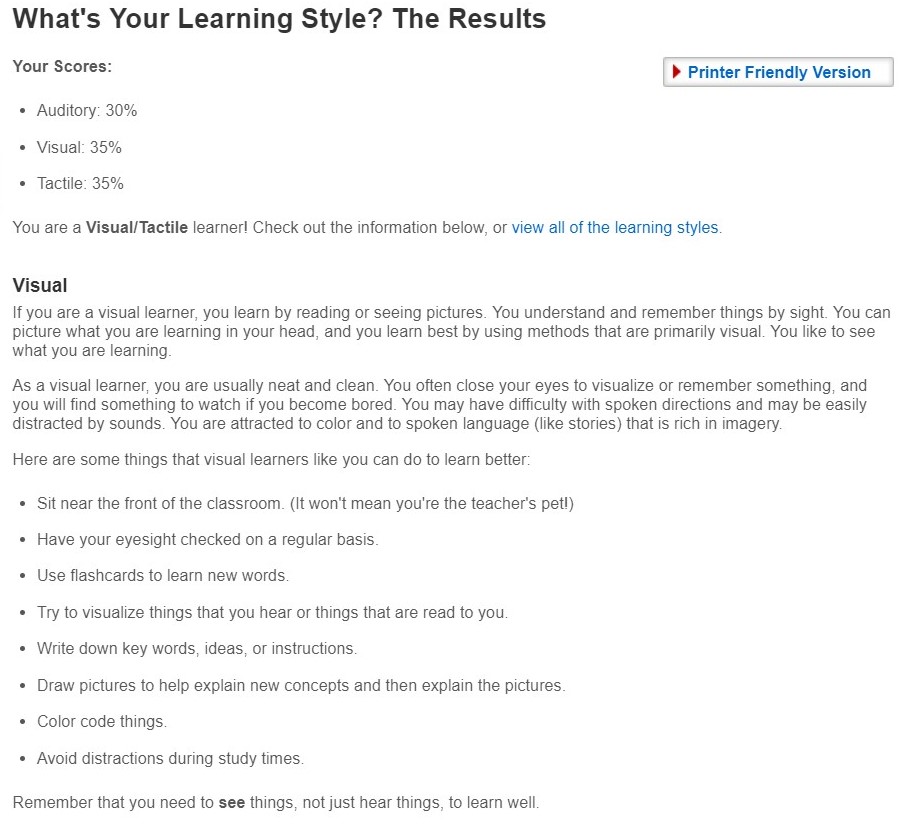 What's Your Learning Style? The Results
Your Scores:
Printer Friendly Version
• Auditory: 30%
• Visual: 35%
• Tactile: 35%
You are a Visual/Tactile learner! Check out the information below, or view all of the learning styles.
Visual
If you are a visual learner, you learn by reading or seeing pictures. You understand and remember things by sight. You can
picture what you are learning in your head, and you learn best by using methods that are primarily visual. You like to see
what you are learning.
As a visual learner, you are usually neat and clean. You often close your eyes to visualize or remember something, and
you will find something to watch if you become bored. You may have difficulty with spoken directions and may be easily
distracted by sounds. You are attracted to color and to spoken language (like stories) that is rich in imagery.
Here are some things that visual learners like you can do to learn better:
• Sit near the front of the classroom. (It won't mean you're the teacher's pet!)
• Have your eyesight checked on a regular basis.
• Use flashcards to learn new words.
• Try to visualize things that you hear or things that are read to you.
• Write down key words, ideas, or instructions.
• Draw pictures to help explain new concepts and then explain the pictures.
• Color code things.
• Avoid distractions during study times.
Remember that you need to see things, not just hear things, to learn well.